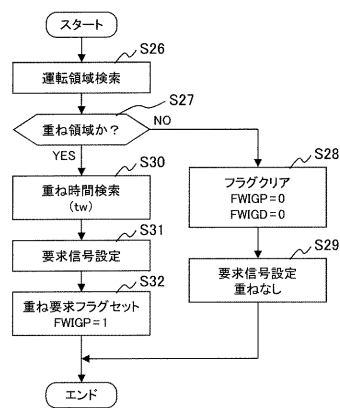 スタート
S26
運転領域検索
S27
重ね領域か？
NO
YES
S30
重ね時間検索
(tw)
S31
要求信号設定
S32
重ね要求フラグセット
FWIGP=1
S28
フラグクリア
FWIGP=0
FWIGD=0
S29
要求信号設定
重ねなし
エンド